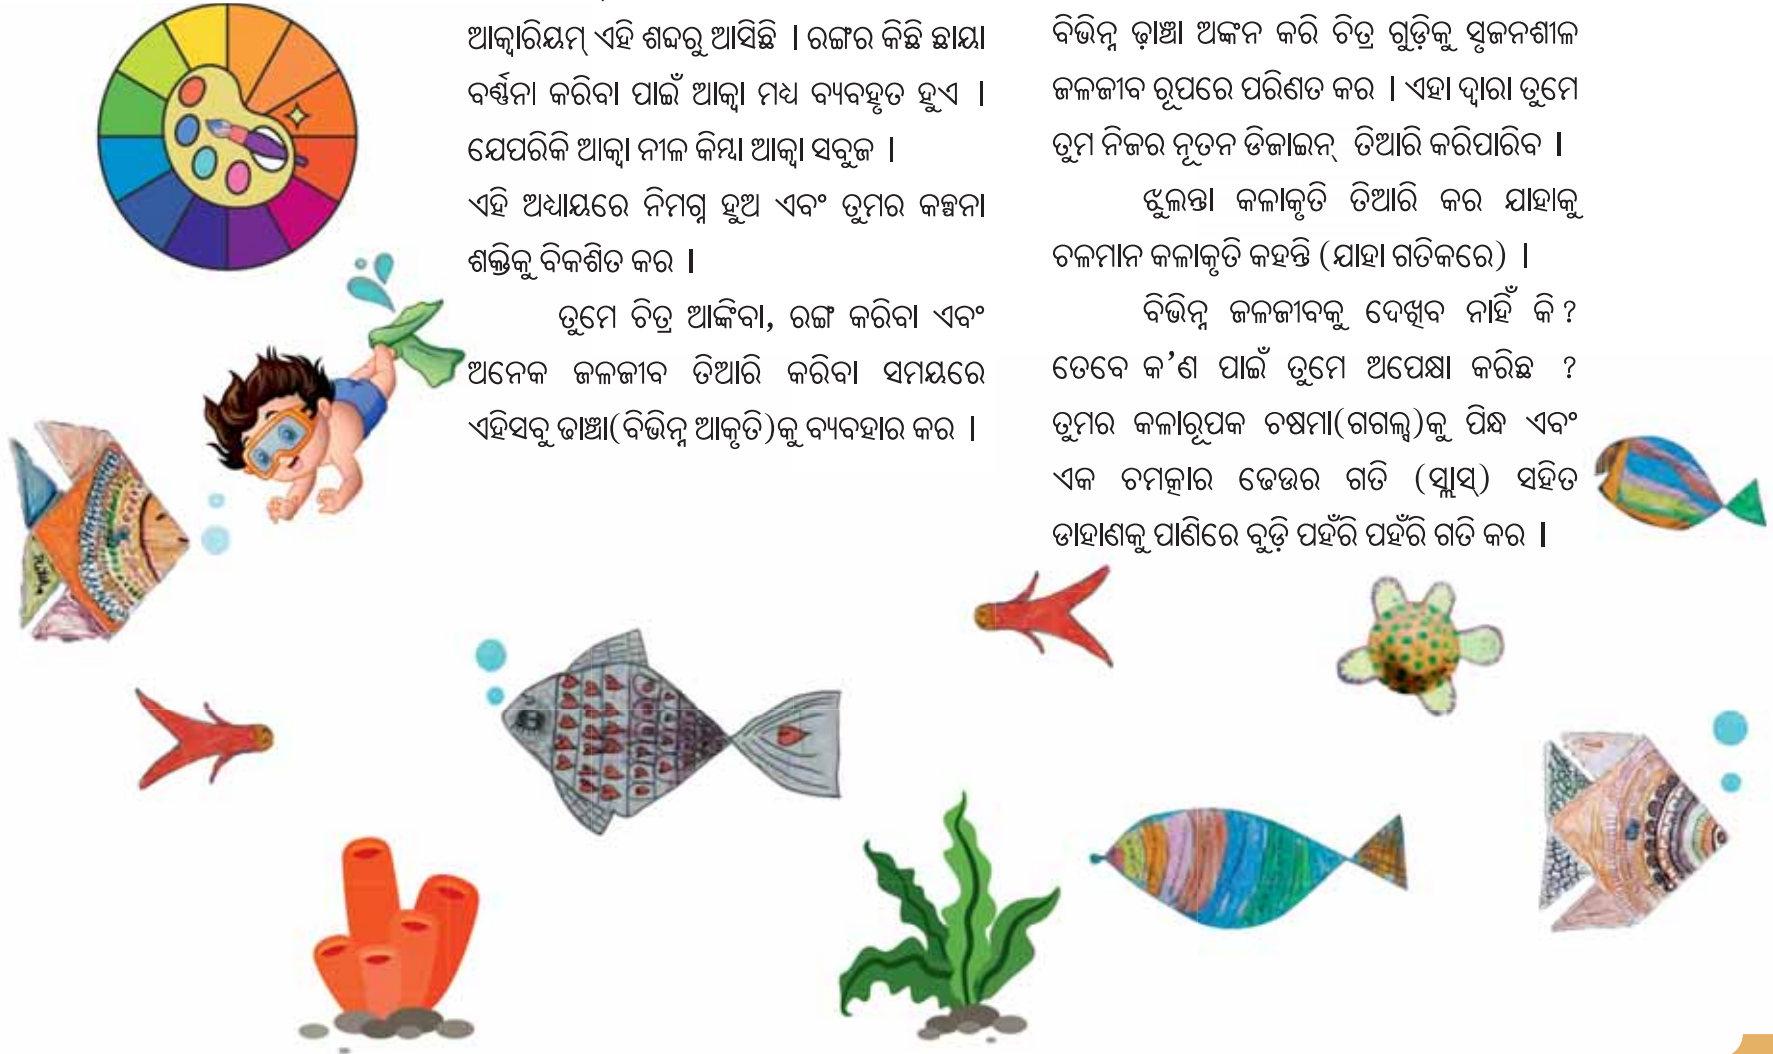 ଆକ୍ୱାରିୟମ୍ ଏହି ଶବ୍ଦରୁ ଆସିଛି । ରଙ୍ଗର କିଛି ଛାୟା
ବର୍ଣ୍ଣନା କରିବା ପାଇଁ ଆକ୍ୱା ମଧ୍ୟ ବ୍ୟବହୃତ ହୁଏ ।
ଯେପରିକି ଆକ୍ୱା ନୀଳ କିମ୍ୱା ଆକ୍ୱା ସବୁଜ ।
ଏହି ଅଧ୍ୟାୟରେ ନିମଗ୍ନ ହୁଅ ଏବଂ ତୁମର କଳ୍ପନା
ଶକ୍ତିକୁ ବିକଶିତ କର ।
ତୁମେ ଚିତ୍ର ଆଙ୍କିବା, ରଙ୍ଗ କରିବା ଏବଂ
ଅନେକ ଜଳଜୀବ ତିଆରି କରିବା ସମୟରେ
ଏହିସବୁ ଢାଞ୍ଚା(ବିଭିନ୍ନ ଆକୃତି)କୁ ବ୍ୟବହାର କର ।
ବିଭିନ୍ନ ଢ଼ାଞ୍ଚା ଅଙ୍କନ କରି ଚିତ୍ର ଗୁଡ଼ିକୁ ସୃଜନଶୀଳ
ଜଳଜୀବ ରୂପରେ ପରିଣତ କର । ଏହା ଦ୍ୱାରା ତୁମେ
ତୁମ ନିଜର ନୂତନ ଡିଜାଇନ୍ ତିଆରି କରିପାରିବ ।
ଝୁଲନ୍ତା କଳାକୃତି ତିଆରି କର ଯାହାକୁ
ଚଳମାନ କଳାକୃତି କହନ୍ତି (ଯାହା ଗତିକରେ) ।
ବିଭିନ୍ନ ଜଳଜୀବକୁ ଦେଖିବ ନାହିଁ କି ?
ତେବେ କ'ଣ ପାଇଁ ତୁମେ ଅପେକ୍ଷା କରିଛ ?
ତୁମର କଳାରୂପକ ଚଷମା(ଗଗଲ୍ସ)କୁ ପିନ୍ଧ ଏବଂ
ଏକ ଚମତ୍କାର ଢେଉର ଗତି (ସ୍ପ୍ଲାସ୍) ସହିତ
ଡାହାଣକୁ ପାଣିରେ ବୁଡ଼ି ପହଁରି ପହଁରି ଗତି କର ।